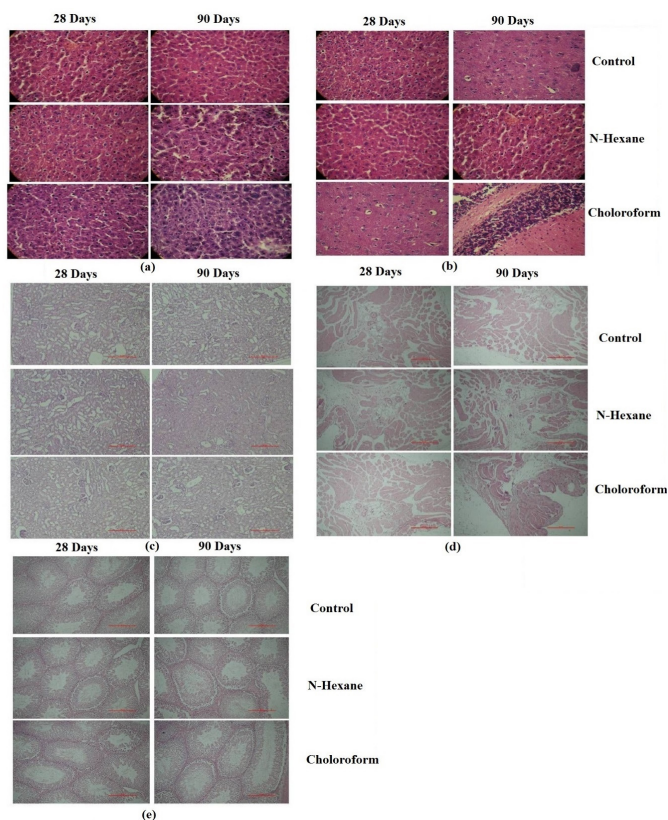 28 Days 90 Days
28 Days 90 Days
Control
N-Hexane
Choloroform
(a)
(b)
28 Days 90 Days
28 Days 90 Days
Control
N-Hexane
Choloroform
(c)
(d)
28 Days 90 Days
Control
N-Hexane
Choloroform
(e)